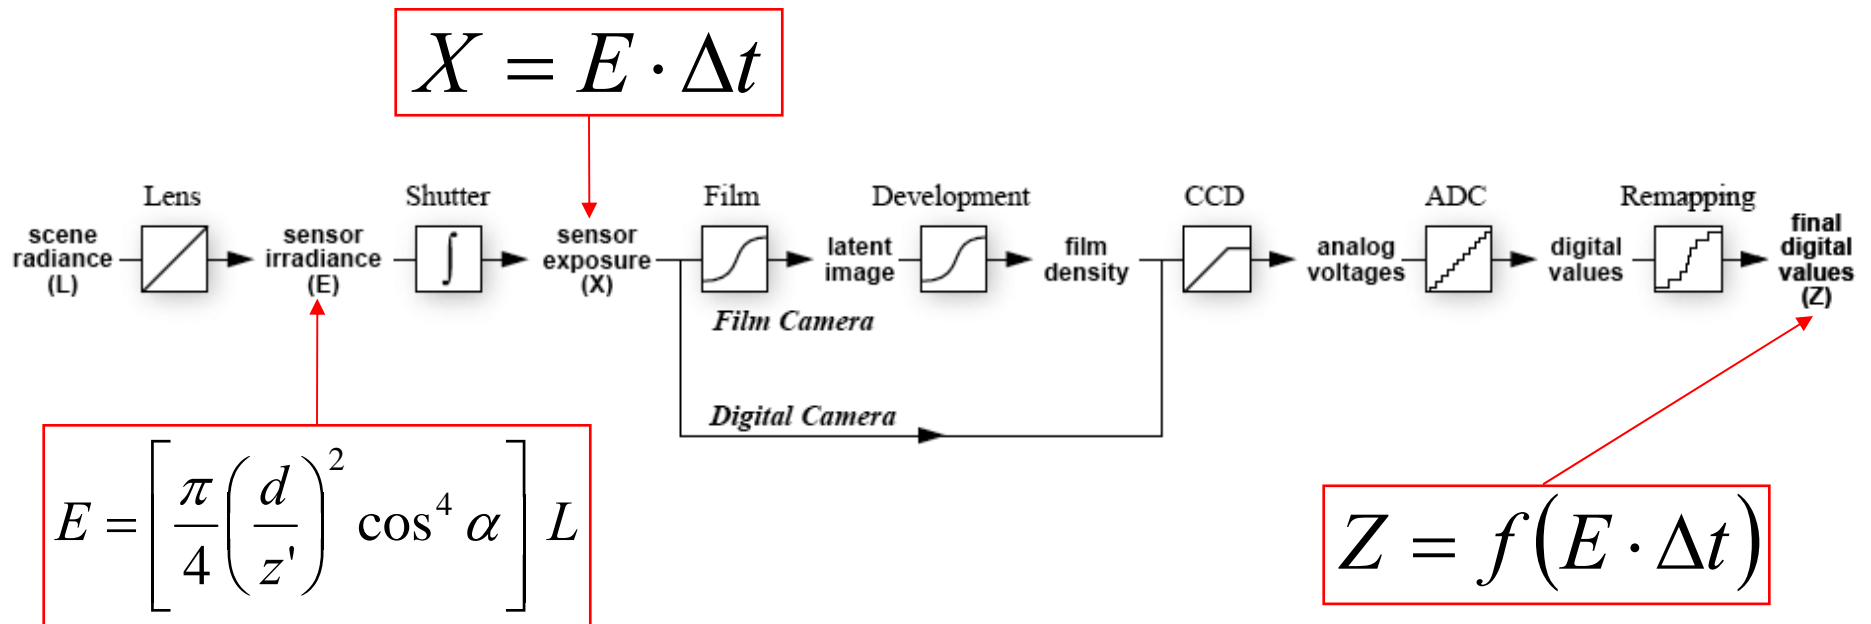 X = E · Δt
Lens Shutter Film Development CCD ADC Remapping
scene radiance (L)
sensor irradiance (E)
∫
sensor exposure (X)
latent image
film density
analog voltages
digital values
final digital values (Z)
Film Camera
Digital Camera
E = [ π/4 ( d/z' )² cos⁴ α ] L
Z = f(E · Δt)